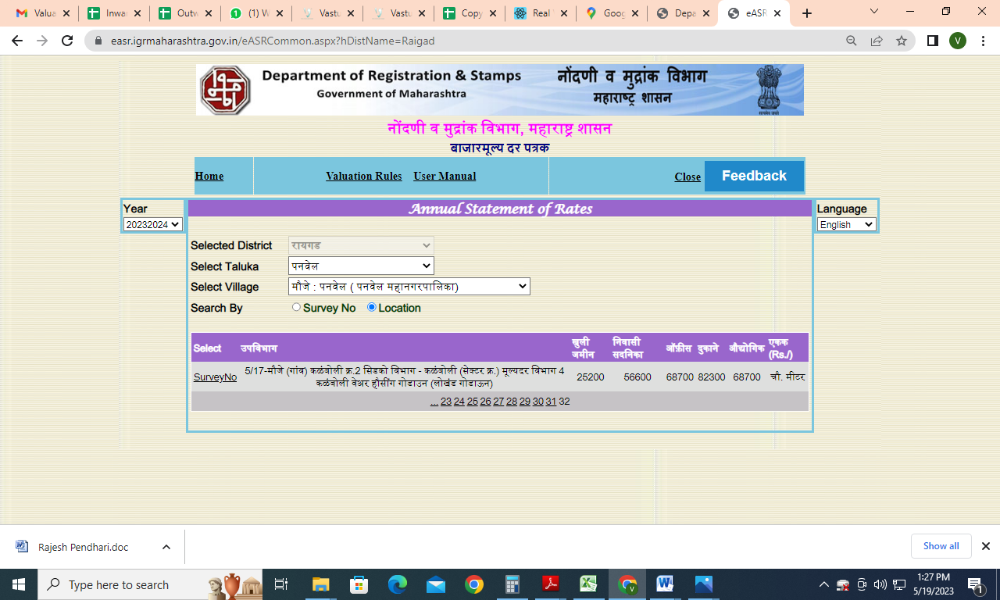 Valua
Inwa
Outw
(1) W
Vastu
Vastu
Copy
Real
Goog
Depa
eASR
easr.igrmaharashtra.gov.in/eASRCommon.aspx?hDistName=Raigad
V
Department of Registration & Stamps
Government of Maharashtra
नोंदणी व मुद्रांक विभाग
महाराष्ट्र शासन
नोंदणी व मुद्रांक विभाग, महाराष्ट्र शासन
बाजारमूल्य दर पत्रक
Home Valuation Rules User Manual Close Feedback
Year
20232024
Annual Statement of Rates
Language
English
Selected District रायगड
Select Taluka पनवेल
Select Village मौजे : पनवेल ( पनवेल महानगरपालिका)
Search By Survey No Location
Select उपविभाग खुली जमीन निवासी सदनिका ऑफ़ीस दुकाने औद्योगिक एकक (Rs./)
SurveyNo 5/17-मौजे (गांव) कळंबोली क्र.2 सिडको विभाग - कळंबोली (सेक्टर क्र.) मूल्यदर विभाग 4 25200 56600 68700 82300 68700 चौ. मीटर
कळंबोली वेअर हौसींग गोडाउन (लोखंड गोडाऊन)
... 23 24 25 26 27 28 29 30 31 32
Rajesh Pendhari.doc
Show all
Type here to search
1:27 PM
5/19/2023
1